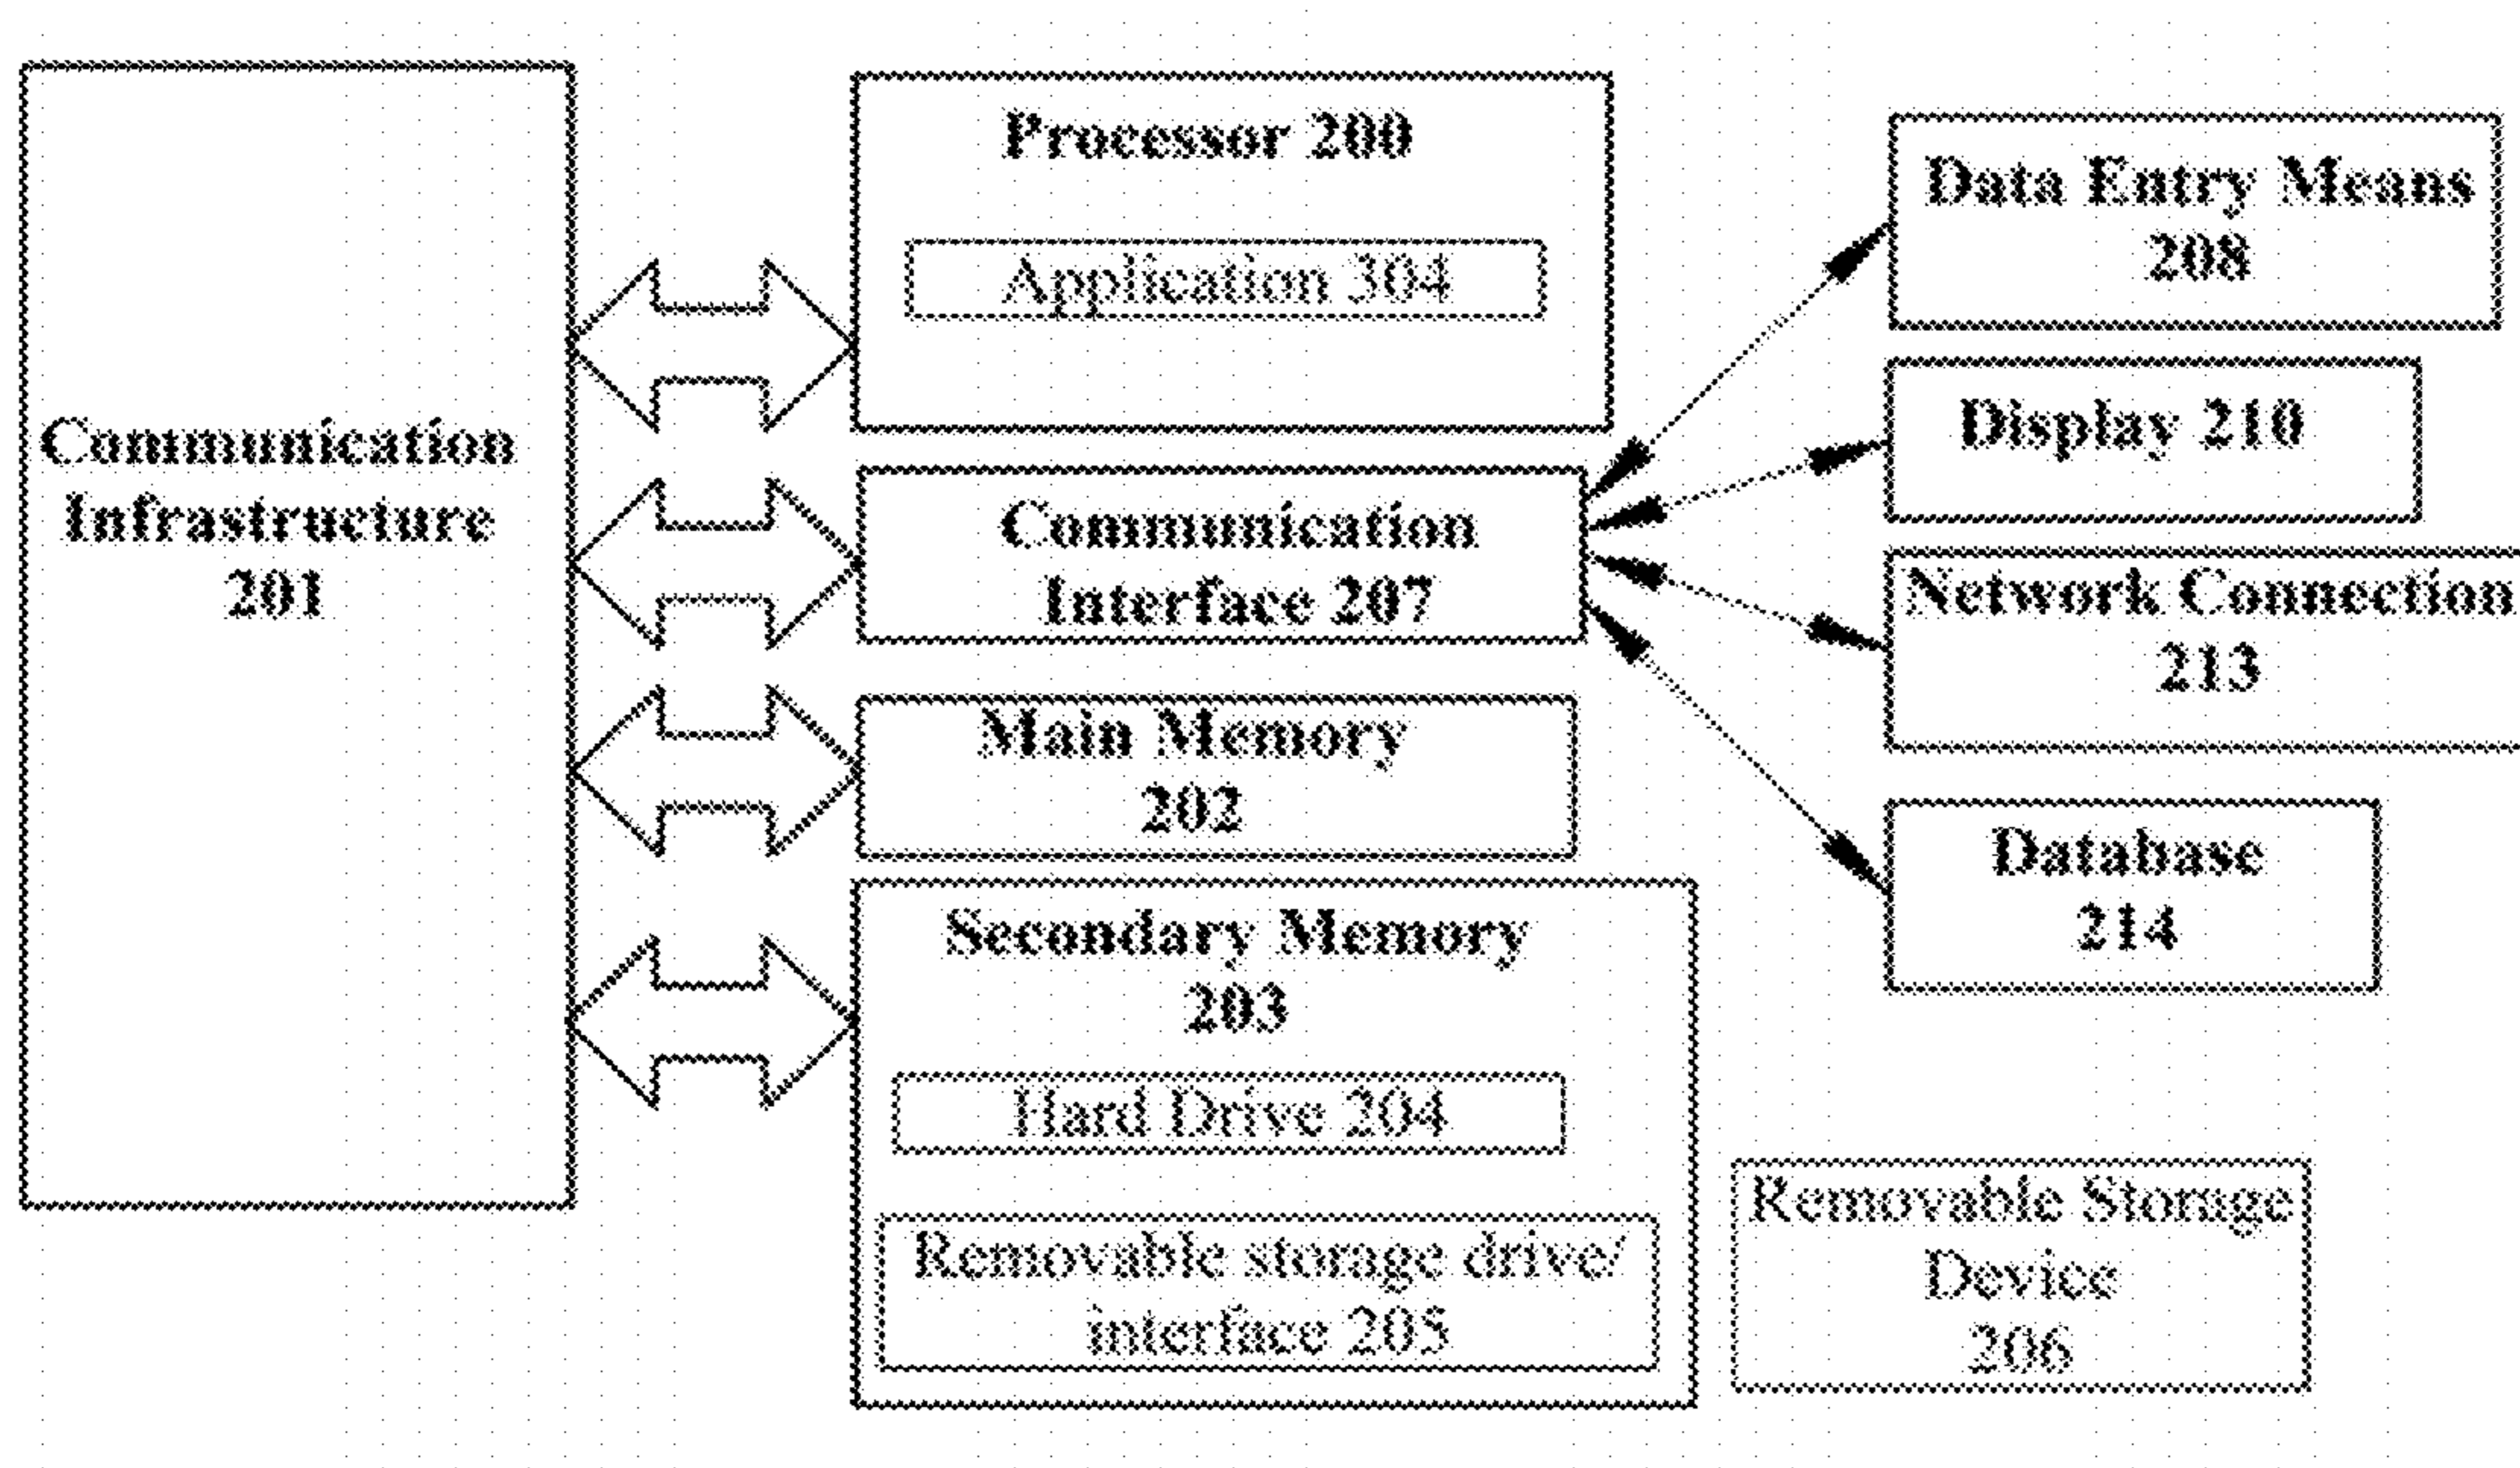 Communication
Infrastructure
201
Processor 200
Application 304
Communication
Interface 207
Main Memory
202
Secondary Memory
203
Hard Drive 204
Removable storage drive/
interface 205
Data Entry Means
208
Display 210
Network Connection
213
Database
214
Removable Storage
Device
206